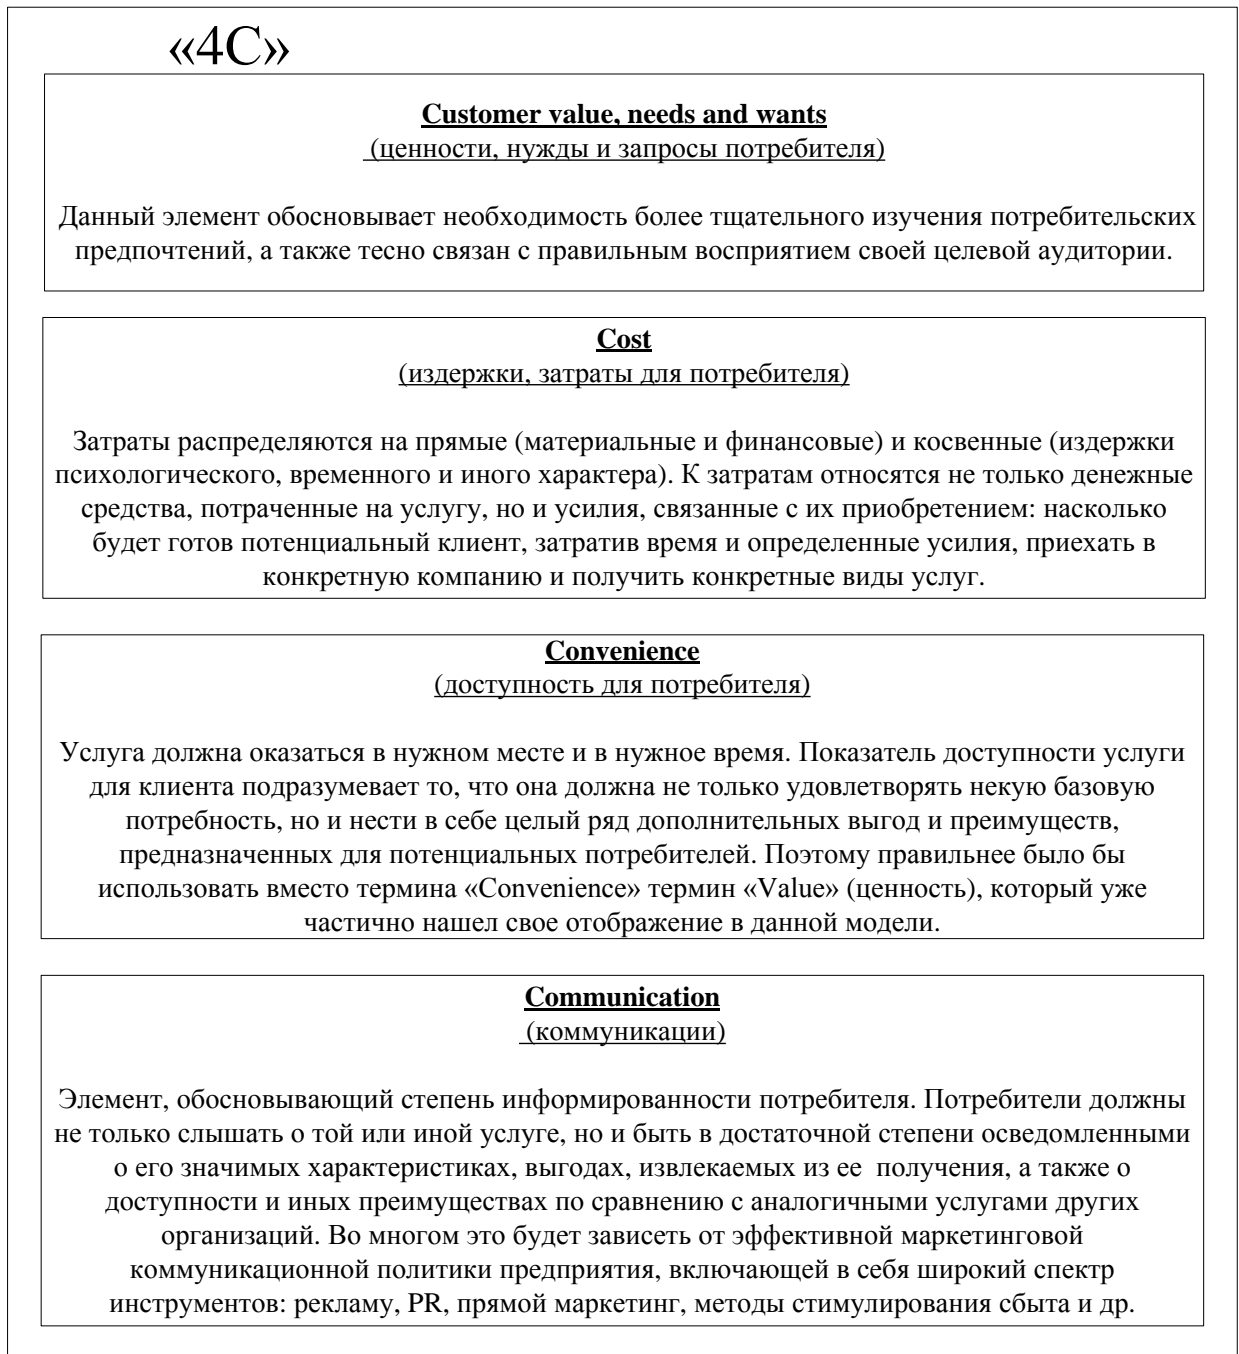 «4C»
Customer value, needs and wants
(ценности, нужды и запросы потребителя)
Данный элемент обосновывает необходимость более тщательного изучения потребительских
предпочтений, а также тесно связан с правильным восприятием своей целевой аудитории.
Cost
(издержки, затраты для потребителя)
Затраты распределяются на прямые (материальные и финансовые) и косвенные (издержки
психологического, временного и иного характера). К затратам относятся не только денежные
средства, потраченные на услугу, но и усилия, связанные с их приобретением: насколько
будет готов потенциальный клиент, затратив время и определенные усилия, приехать в
конкретную компанию и получить конкретные виды услуг.
Convenience
(доступность для потребителя)
Услуга должна оказаться в нужном месте и в нужное время. Показатель доступности услуги
для клиента подразумевает то, что она должна не только удовлетворять некую базовую
потребность, но и нести в себе целый ряд дополнительных выгод и преимуществ,
предназначенных для потенциальных потребителей. Поэтому правильнее было бы
использовать вместо термина «Convenience» термин «Value» (ценность), который уже
частично нашел свое отображение в данной модели.
Communication
(коммуникации)
Элемент, обосновывающий степень информированности потребителя. Потребители должны
не только слышать о той или иной услуге, но и быть в достаточной степени осведомленными
о его значимых характеристиках, выгодах, извлекаемых из ее получения, а также о
доступности и иных преимуществах по сравнению с аналогичными услугами других
организаций. Во многом это будет зависеть от эффективной маркетинговой
коммуникационной политики предприятия, включающей в себя широкий спектр
инструментов: рекламу, PR, прямой маркетинг, методы стимулирования сбыта и др.